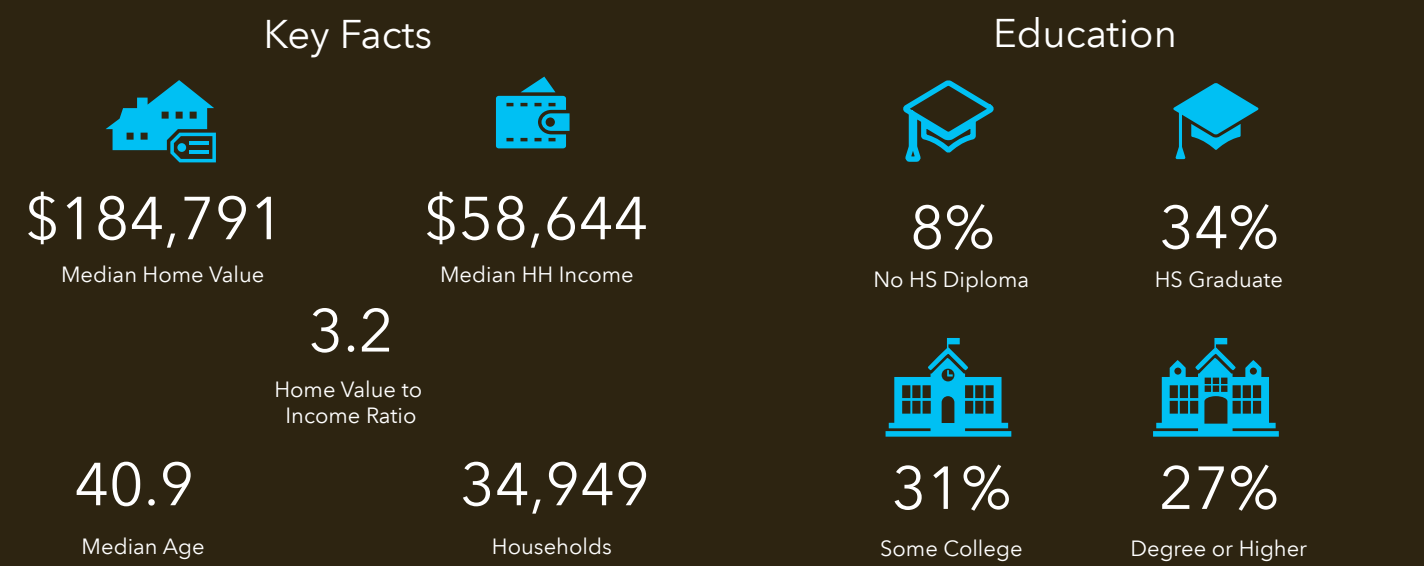 Key Facts
$184,791
Median Home Value
$58,644
Median HH Income
3.2
Home Value to
Income Ratio
40.9
Median Age
34,949
Households
Education
8%
No HS Diploma
34%
HS Graduate
31%
Some College
27%
Degree or Higher